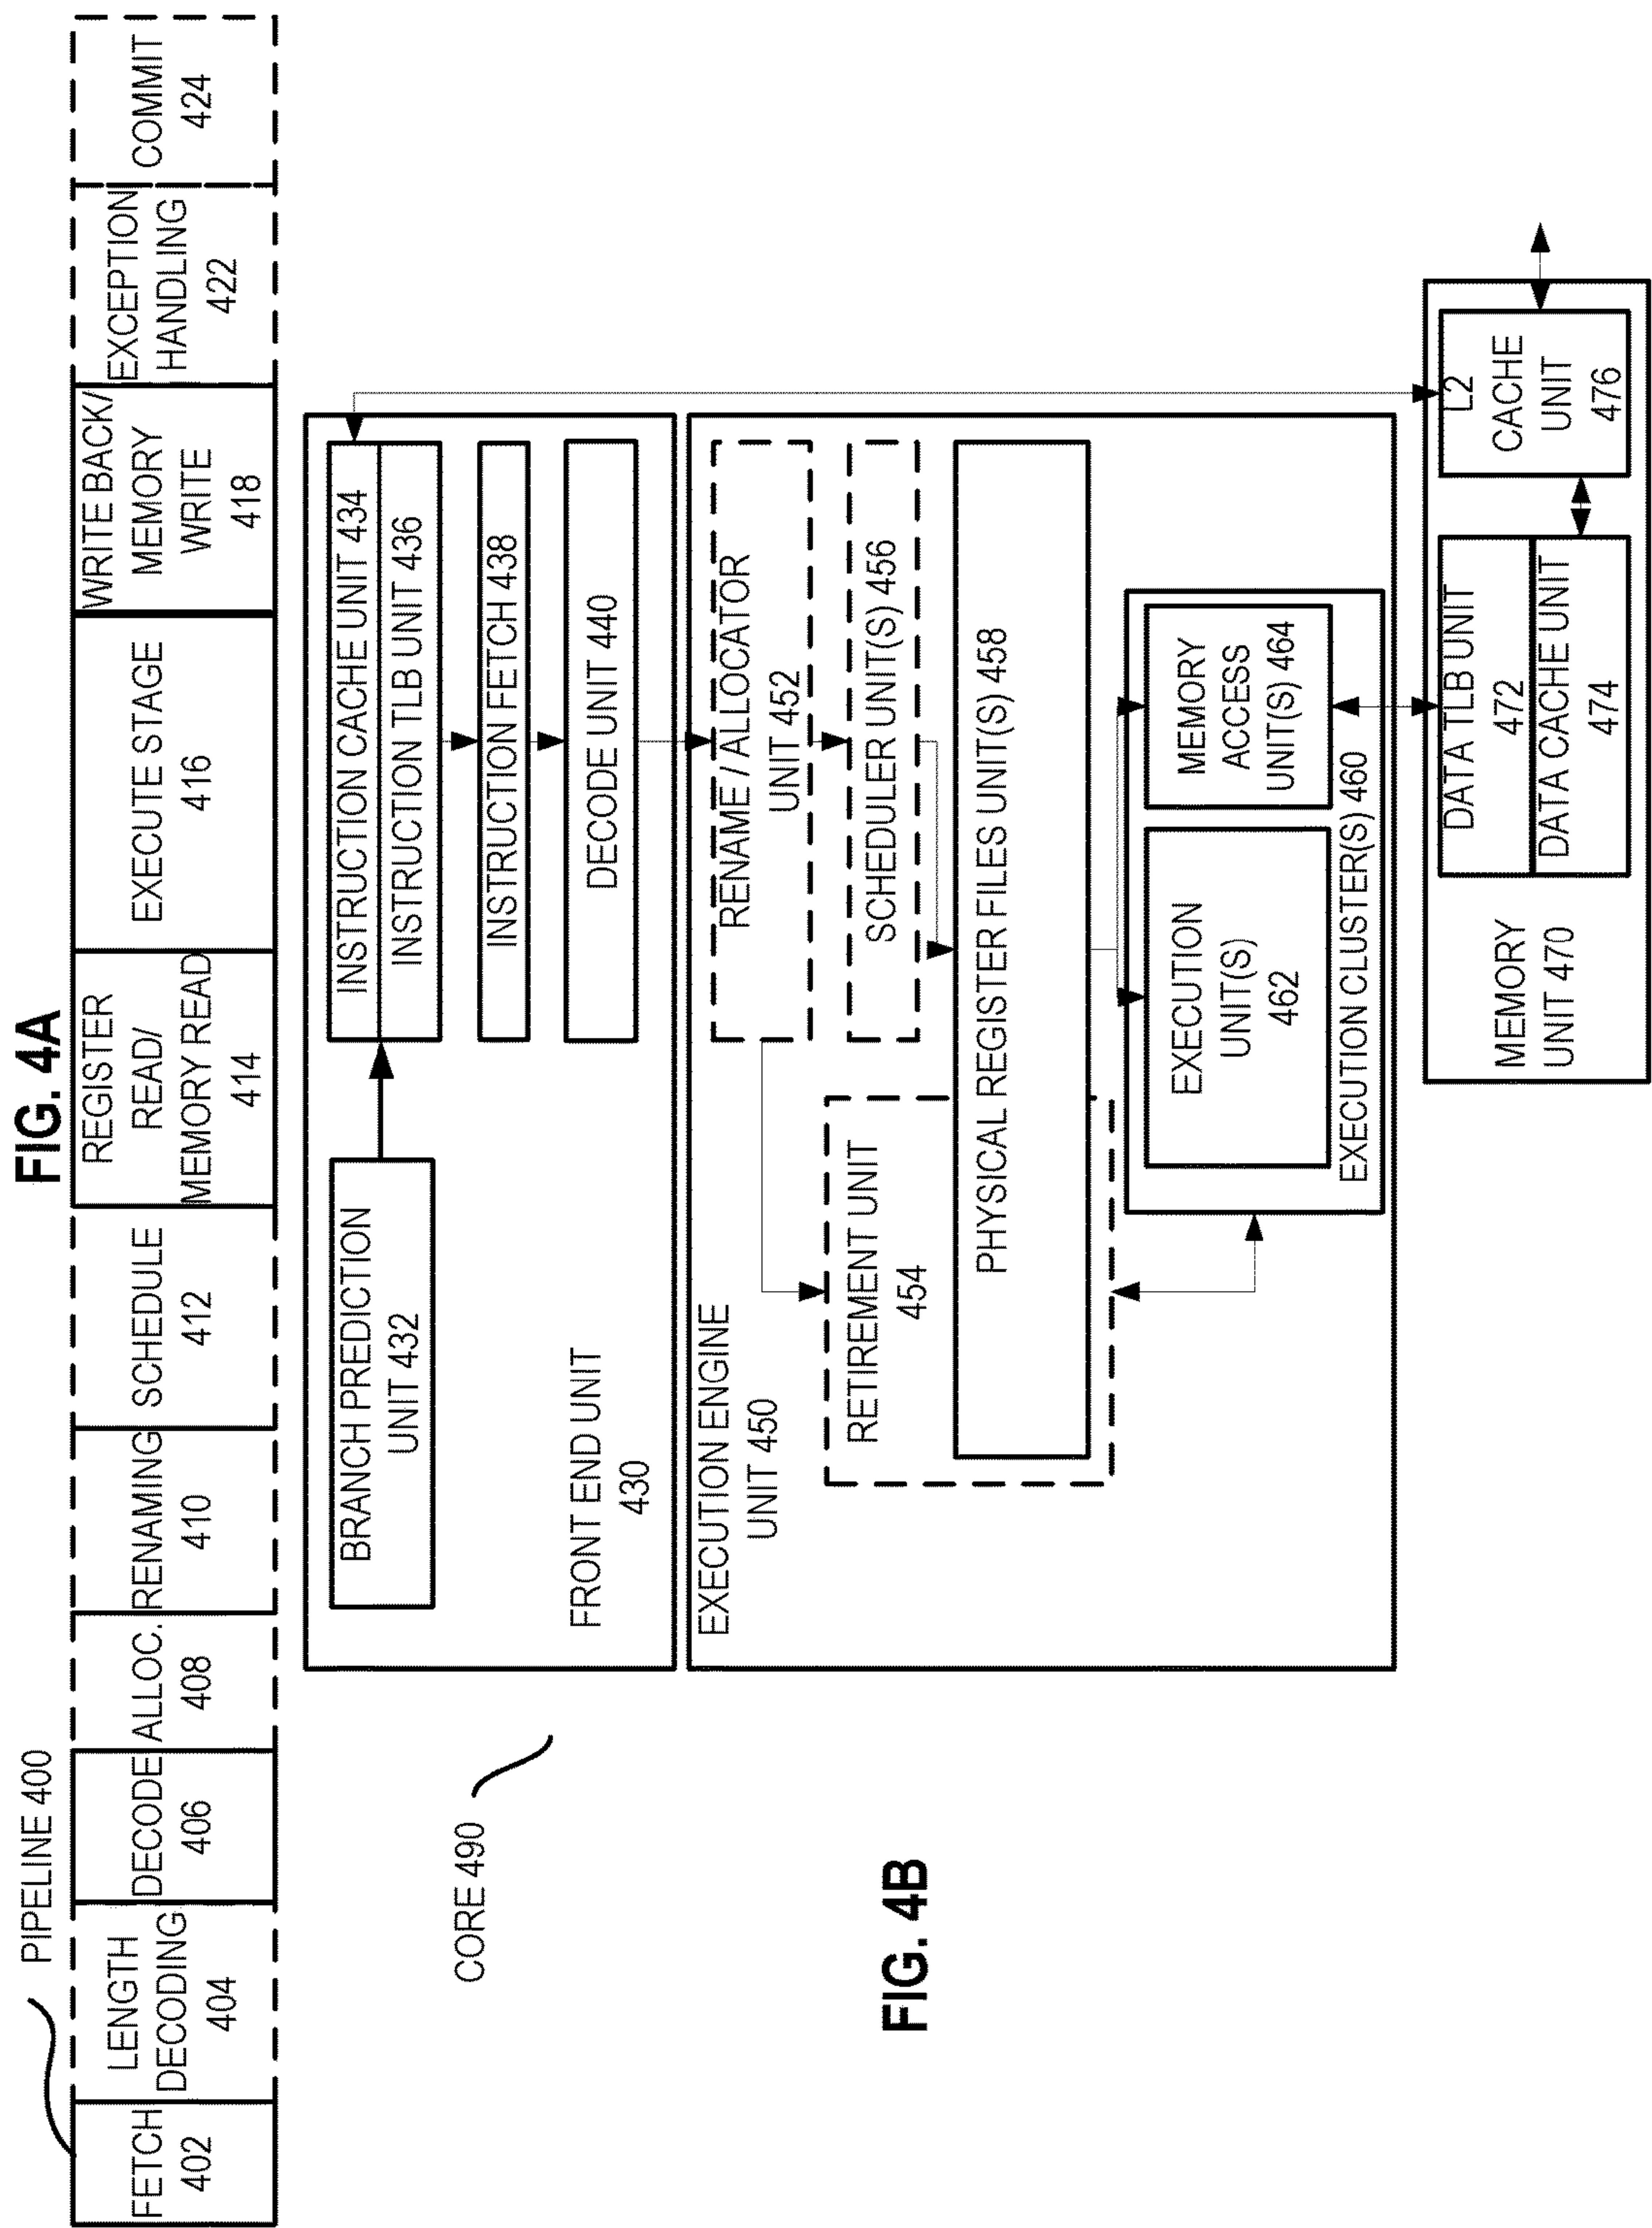 FIG. 4A
PIPELINE 400
FETCH
402
LENGTH
DECODING
404
DECODE
406
ALLOC.
408
RENAMING
410
SCHEDULE
412
REGISTER
READ/
MEMORY READ
414
EXECUTE STAGE
416
WRITE BACK/
MEMORY
WRITE
418
EXCEPTION
HANDLING
422
COMMIT
424
CORE 490
BRANCH PREDICTION
UNIT 432
INSTRUCTION CACHE UNIT 434
INSTRUCTION TLB UNIT 436
INSTRUCTION FETCH 438
DECODE UNIT 440
FRONT END UNIT
430
EXECUTION ENGINE
UNIT 450
RENAME / ALLOCATOR
UNIT 452
SCHEDULER UNIT(S) 456
RETIREMENT UNIT
454
PHYSICAL REGISTER FILES UNIT(S) 458
EXECUTION
UNIT(S)
462
MEMORY
ACCESS
UNIT(S) 464
EXECUTION CLUSTER(S) 460
MEMORY
UNIT 470
DATA TLB UNIT
472
DATA CACHE UNIT
474
L2
CACHE
UNIT
476
FIG. 4B